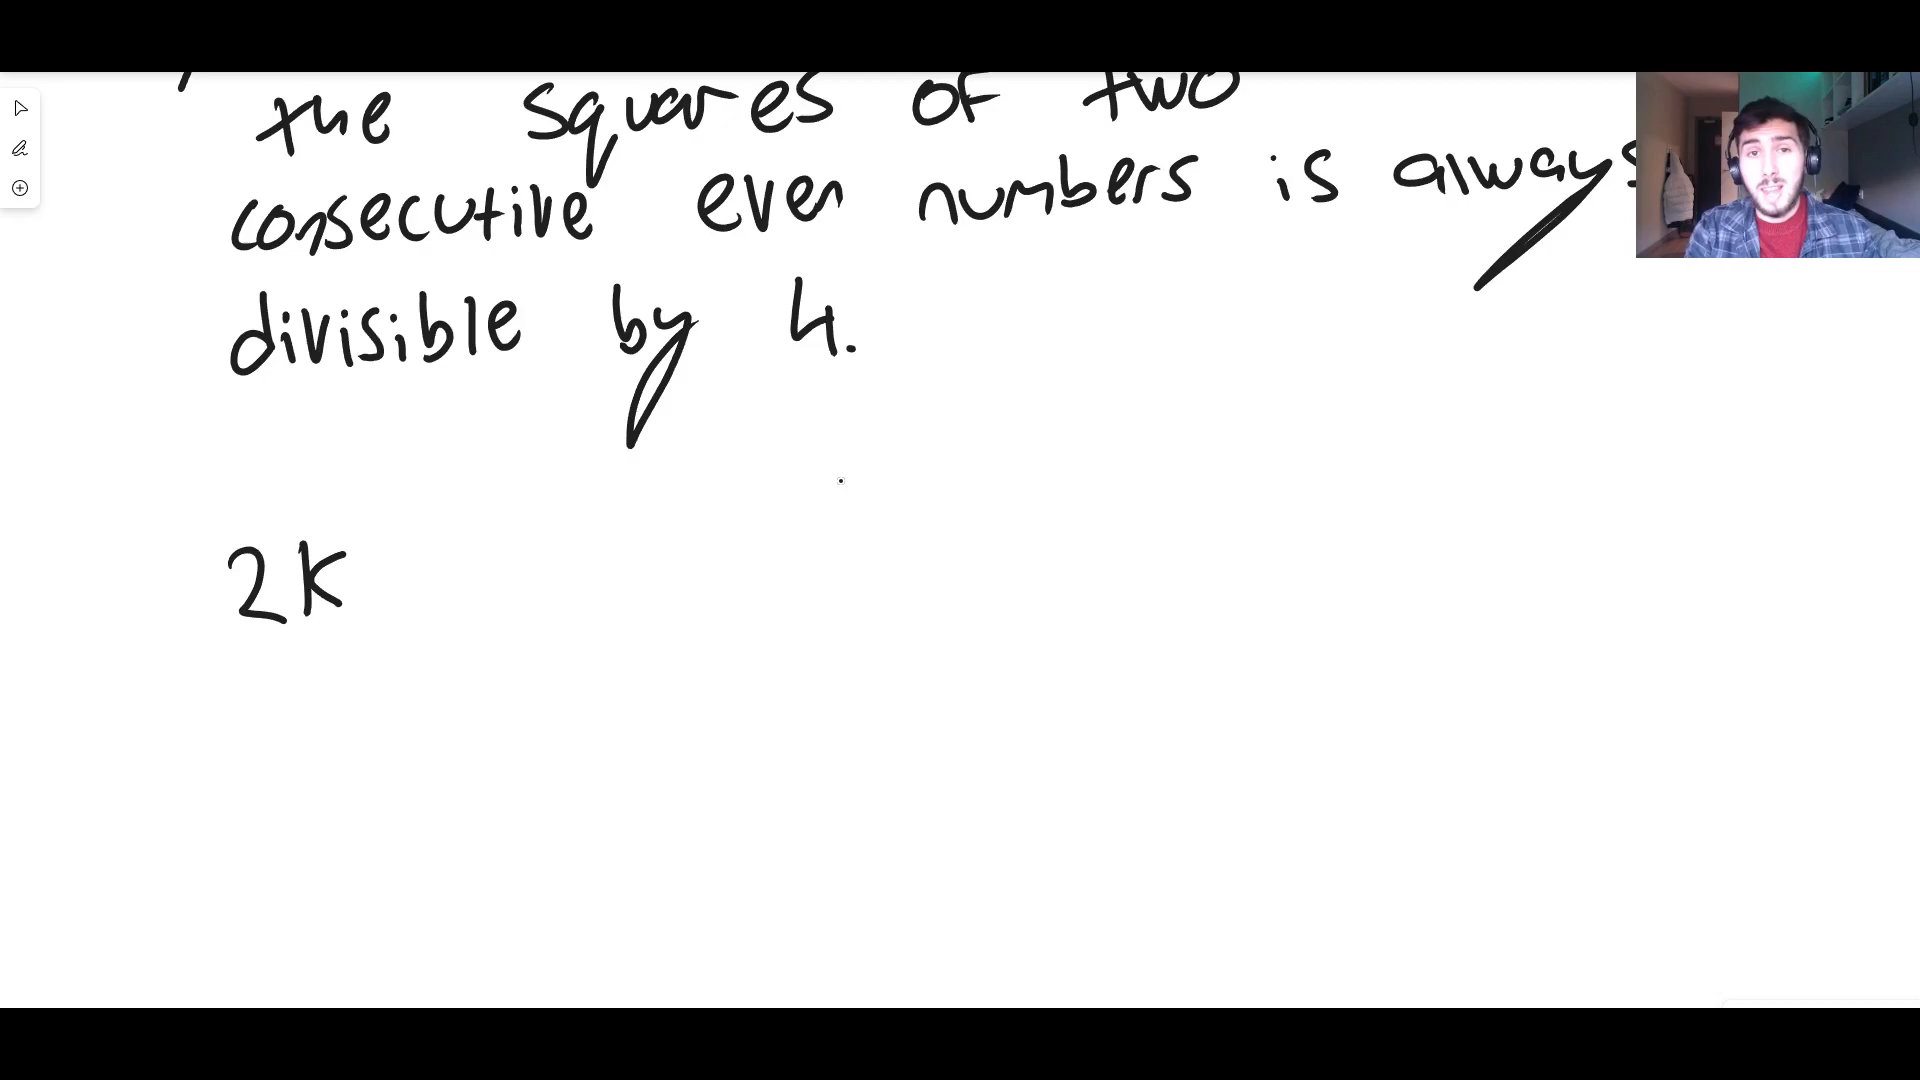 the squares of two
consecutive even numbers is always
divisible by 4.
2K